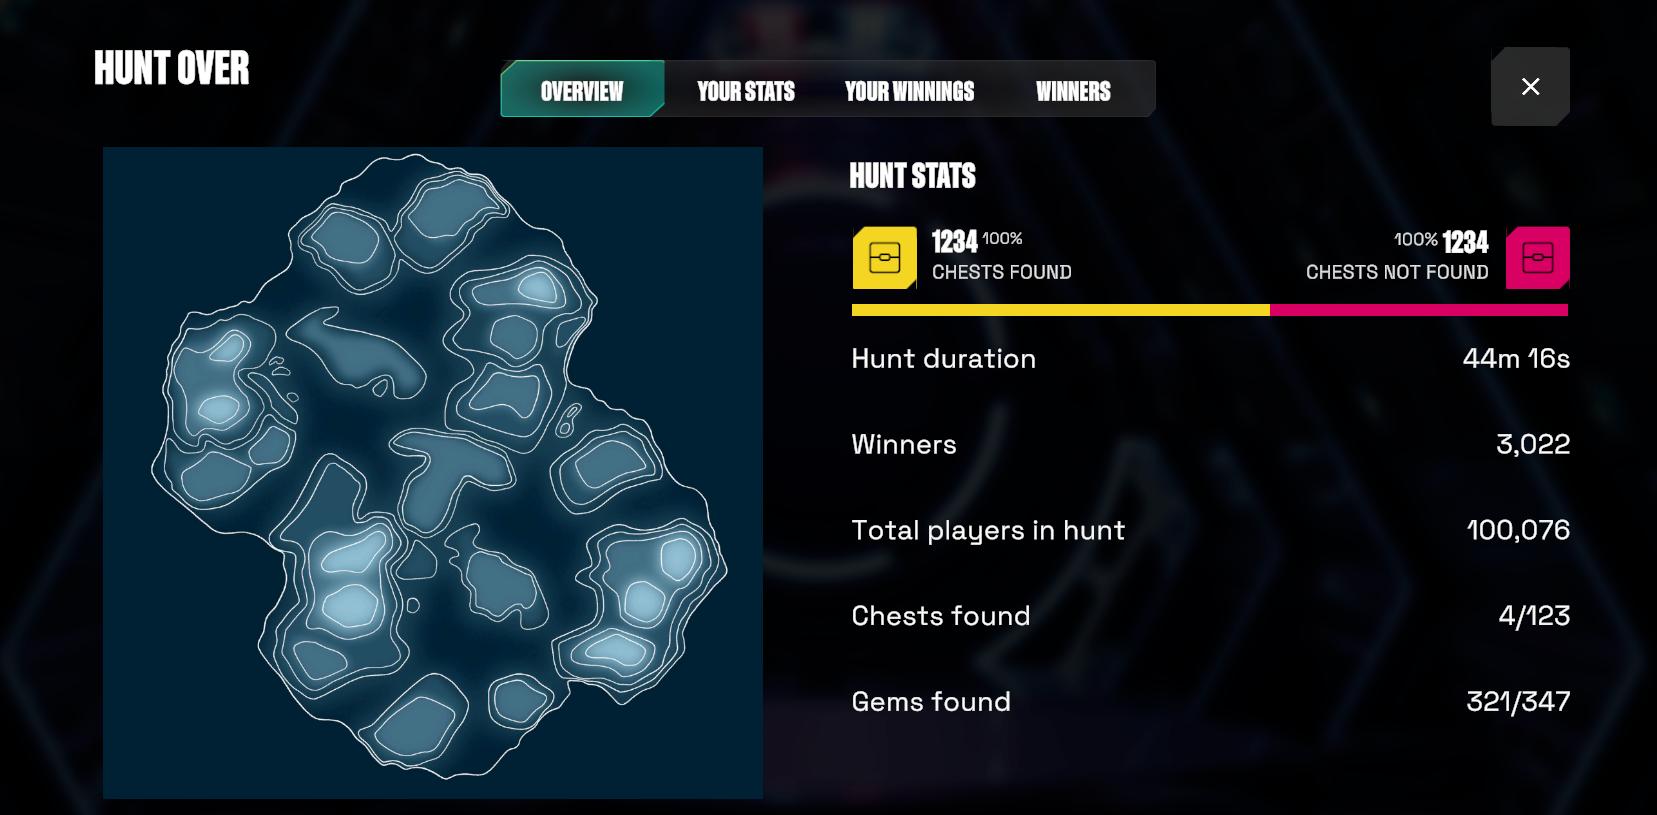 HUNT OVER
OVERVIEW
YOUR STATS
YOUR WINNINGS
WINNERS
HUNT STATS
1234 100%
CHESTS FOUND
100% 1234
CHESTS NOT FOUND
Hunt duration 44m 16s
Winners 3,022
Total players in hunt 100,076
Chests found 4/123
Gems found 321/347